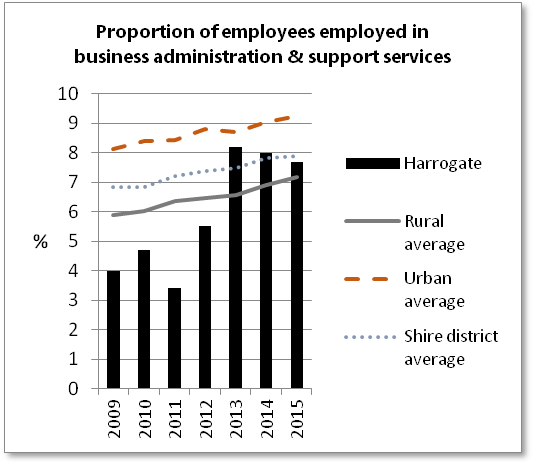 Proportion of employees employed in
business administration & support services
10
9
8
7
6
5
4
3
2
1
0
%
2009
2010
2011
2012
2013
2014
2015
Harrogate
Rural
average
Urban
average
Shire district
average